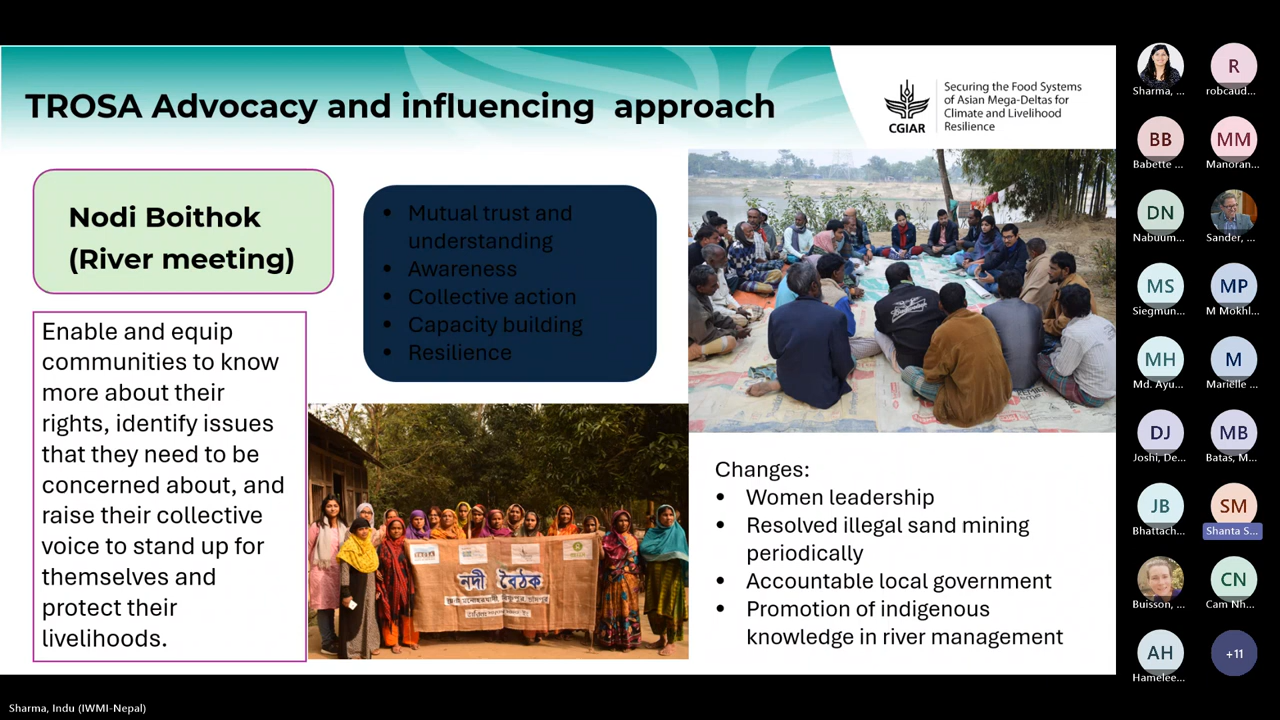 TROSA Advocacy and influencing approach
CGIAR
Securing the Food Systems
of Asian Mega-Deltas for
Climate and Livelihood
Resilience
Nodi Boithok
(River meeting)
• Mutual trust and
understanding
• Awareness
• Collective action
• Capacity building
• Resilience
Enable and equip
communities to know
more about their
rights, identify issues
that they need to be
concerned about, and
raise their collective
voice to stand up for
themselves and
protect their
livelihoods.
নদী বৈঠক
Changes:
• Women leadership
• Resolved illegal sand mining
periodically
• Accountable local government
• Promotion of indigenous
knowledge in river management
Sharma, ...
R
robcaud...
BB
Babette ...
MM
Manoran...
DN
Nabuum...
Sander, ...
MS
Siegmun...
MP
M Mokhl...
MH
Md. Ayu...
M
Mariëlle ...
DJ
Joshi, De...
MB
Batas, M...
JB
Bhattach...
SM
Shanta S...
Buisson, ...
CN
Cam Nh...
AH
Hamelee...
+11
Sharma, Indu (IWMI-Nepal)